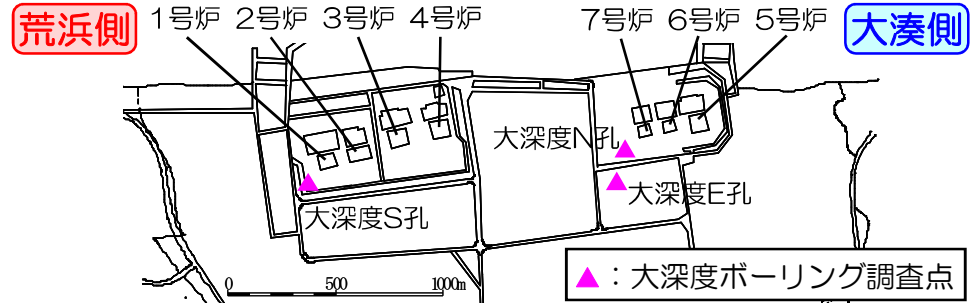 荒浜側
1号炉 2号炉 3号炉 4号炉
7号炉 6号炉 5号炉
大湊側
大深度N孔
大深度E孔
大深度S孔
0 500 1000m
▲：大深度ボーリング調査点